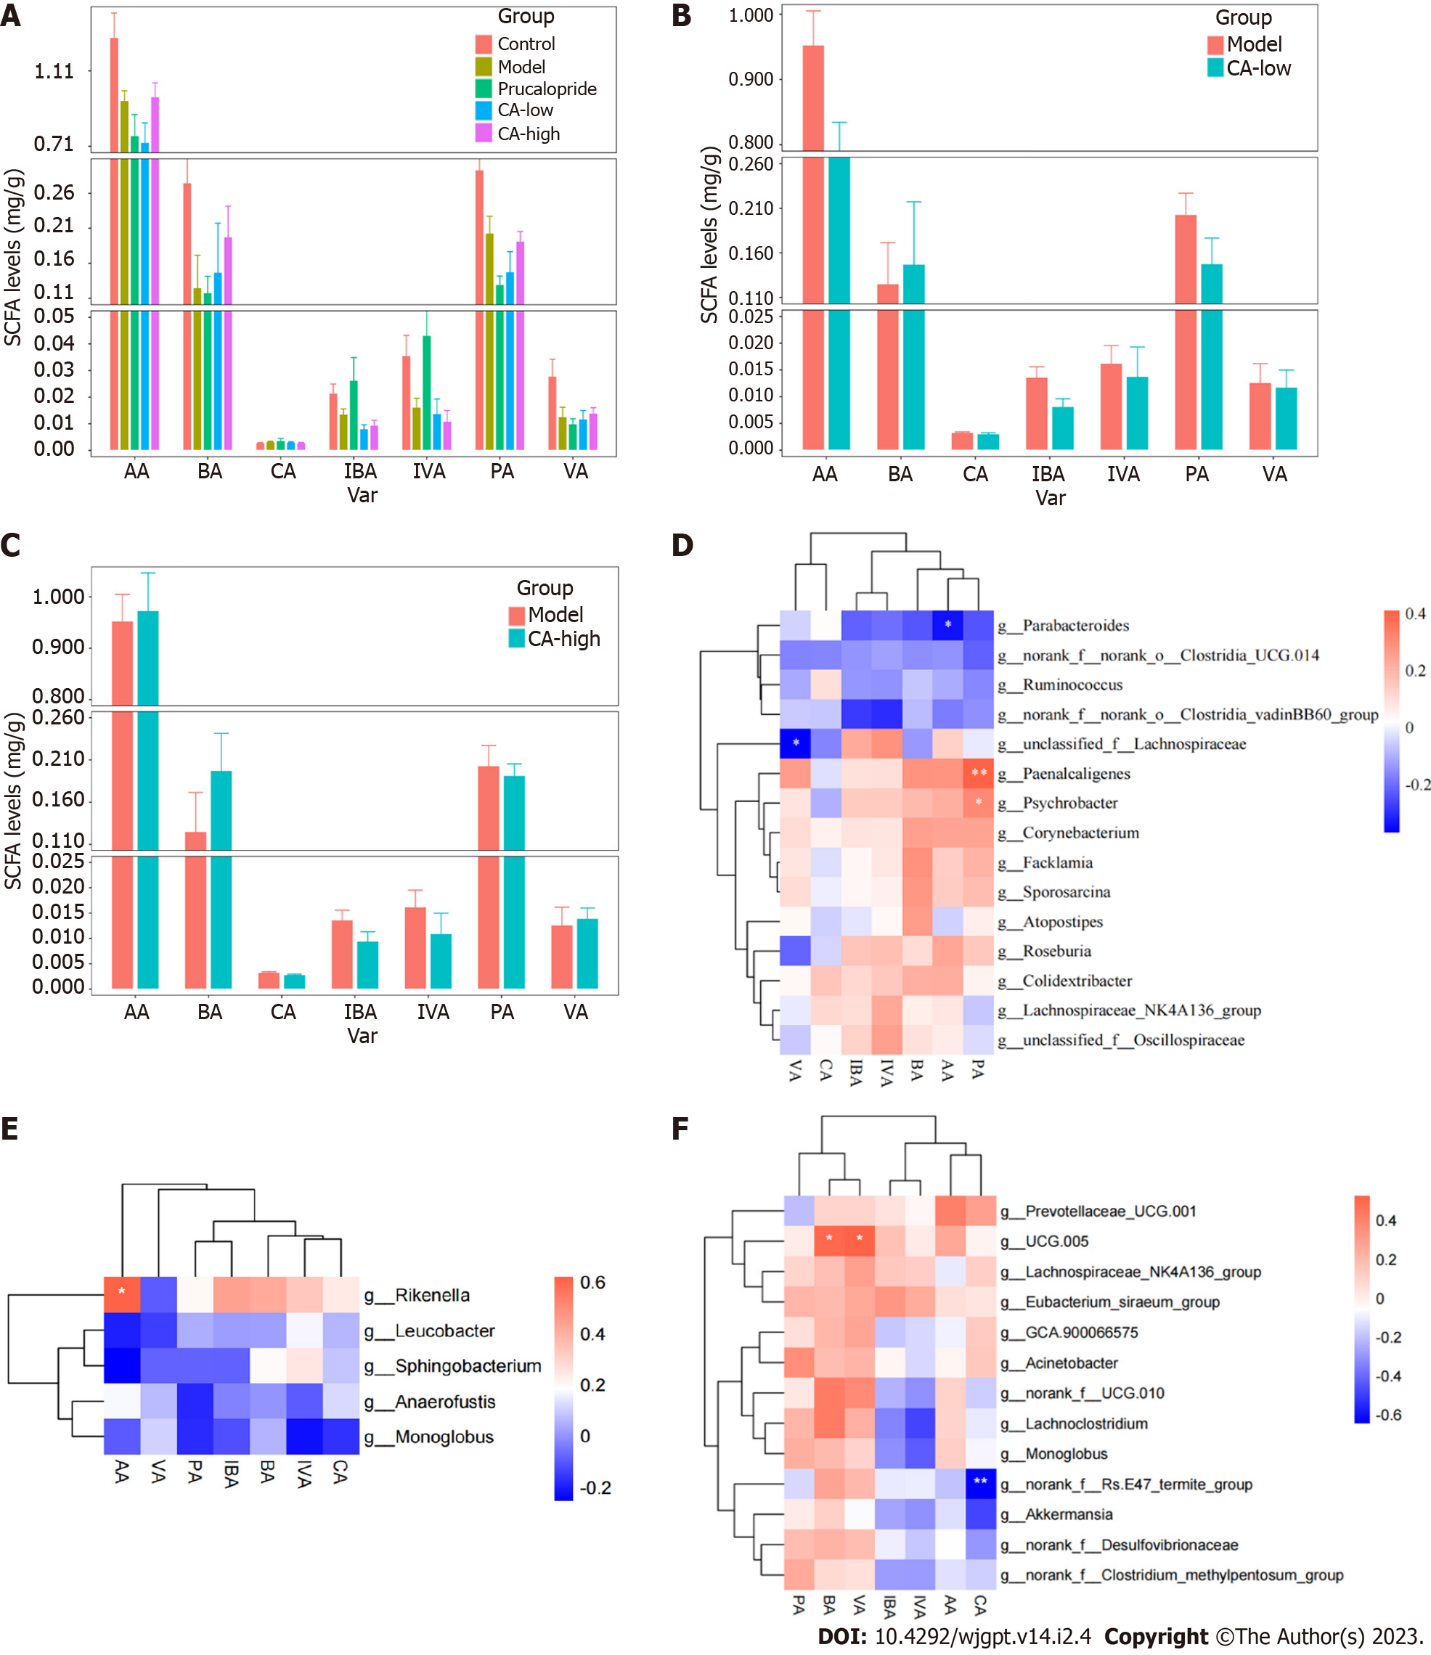 A
Group
Control
Model
Prucalopride
CA-low
CA-high
SCFA levels (mg/g)
1.11
0.71
0.26
0.21
0.16
0.11
0.05
0.04
0.03
0.02
0.01
0.00
AA BA CA IBA IVA PA VA
Var
B
Group
Model
CA-low
SCFA levels (mg/g)
1.000
0.900
0.800
0.260
0.210
0.160
0.110
0.025
0.020
0.015
0.010
0.005
0.000
AA BA CA IBA IVA PA VA
Var
C
Group
Model
CA-high
SCFA levels (mg/g)
1.000
0.900
0.800
0.260
0.210
0.160
0.110
0.025
0.020
0.015
0.010
0.005
0.000
AA BA CA IBA IVA PA VA
Var
D
g__Parabacteroides
g__norank_f__norank_o__Clostridia_UCG.014
g__Ruminococcus
g__norank_f__norank_o__Clostridia_vadinBB60_group
g__unclassified_f__Lachnospiraceae
g__Paenalcaligenes
g__Psychrobacter
g__Corynebacterium
g__Facklamia
g__Sporosarcina
g__Atopostipes
g__Roseburia
g__Colidextribacter
g__Lachnospiraceae_NK4A136_group
g__unclassified_f__Oscillospiraceae
* * ** *
VA CA IBA IVA BA AA PA
0.4
0.2
0
-0.2
E
g__Rikenella
g__Leucobacter
g__Sphingobacterium
g__Anaerofustis
g__Monoglobus
*
AA VA PA IBA BA IVA CA
0.6
0.4
0.2
0
-0.2
F
g__Prevotellaceae_UCG.001
g__UCG.005
g__Lachnospiraceae_NK4A136_group
g__Eubacterium_siraeum_group
g__GCA.900066575
g__Acinetobacter
g__norank_f__UCG.010
g__Lachnoclostridium
g__Monoglobus
g__norank_f__Rs.E47_termite_group
g__Akkermansia
g__norank_f__Desulfovibrionaceae
g__norank_f__Clostridium_methylpentosum_group
* * **
PA BA VA IBA IVA AA CA
0.4
0.2
0
-0.2
-0.4
-0.6
DOI: 10.4292/wjgpt.v14.i2.4 Copyright ©The Author(s) 2023.